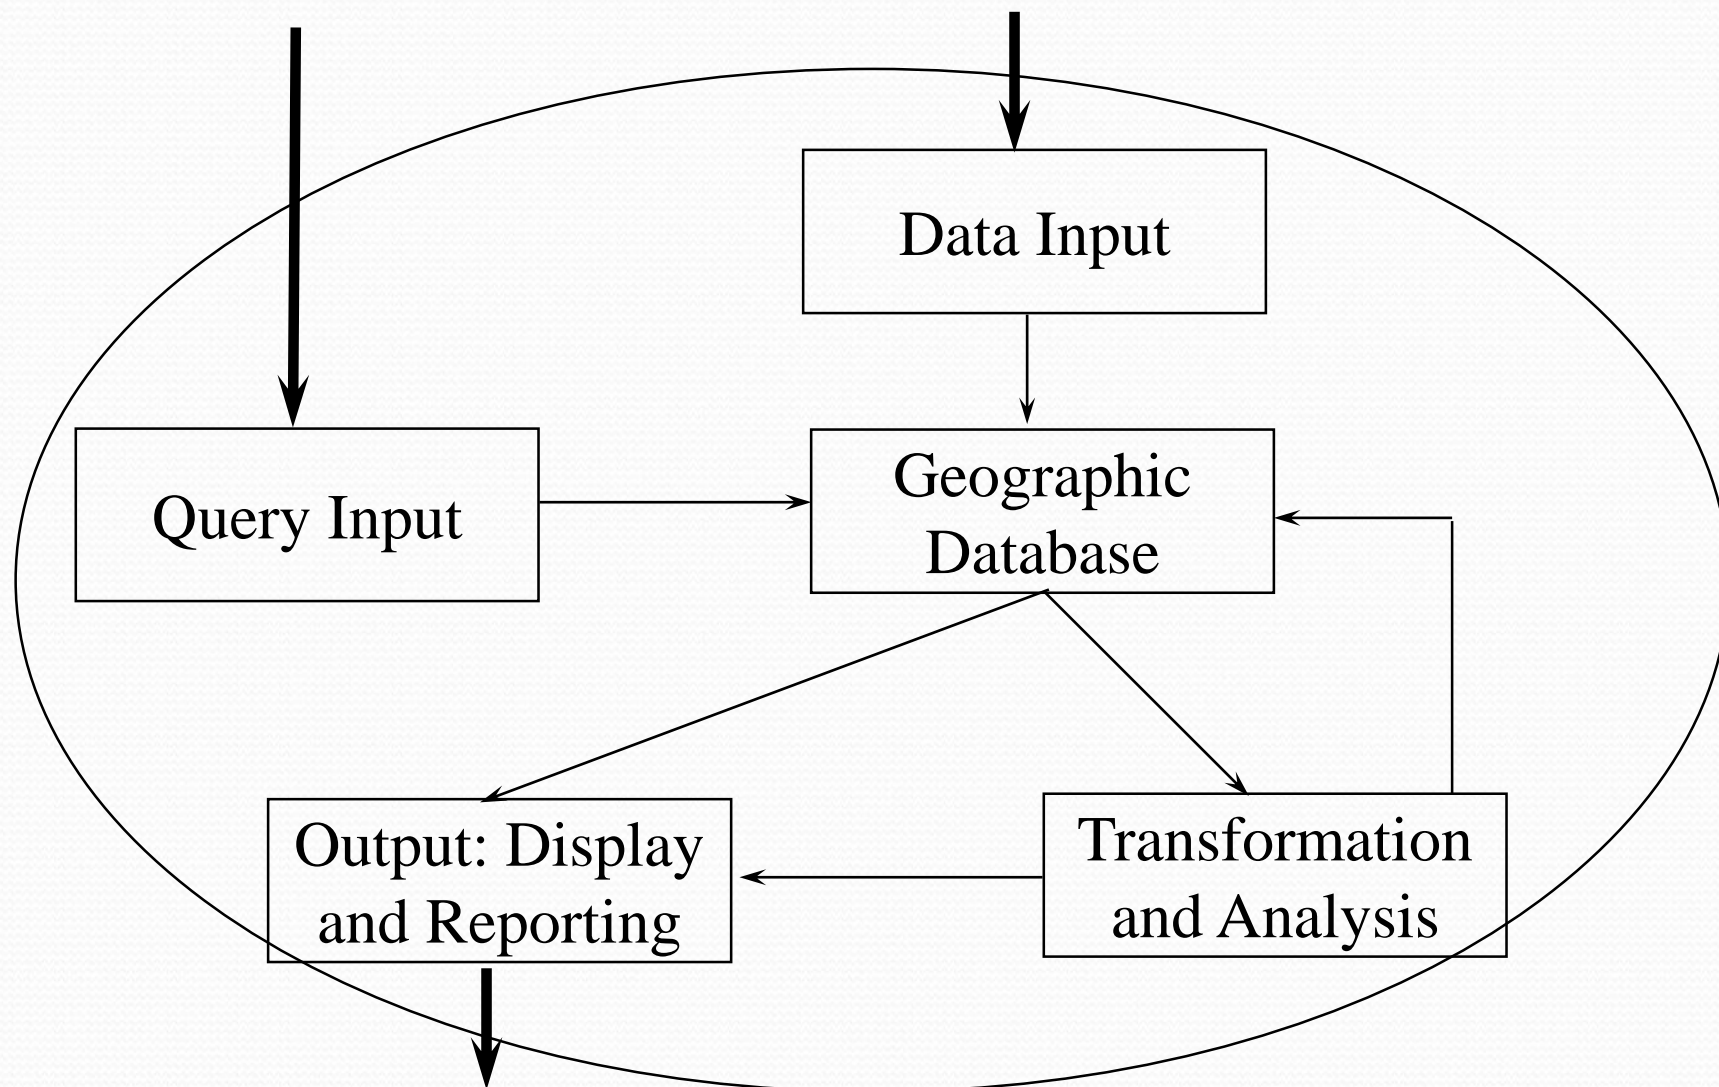 Data Input
Query Input
Geographic
Database
Output: Display
and Reporting
Transformation
and Analysis